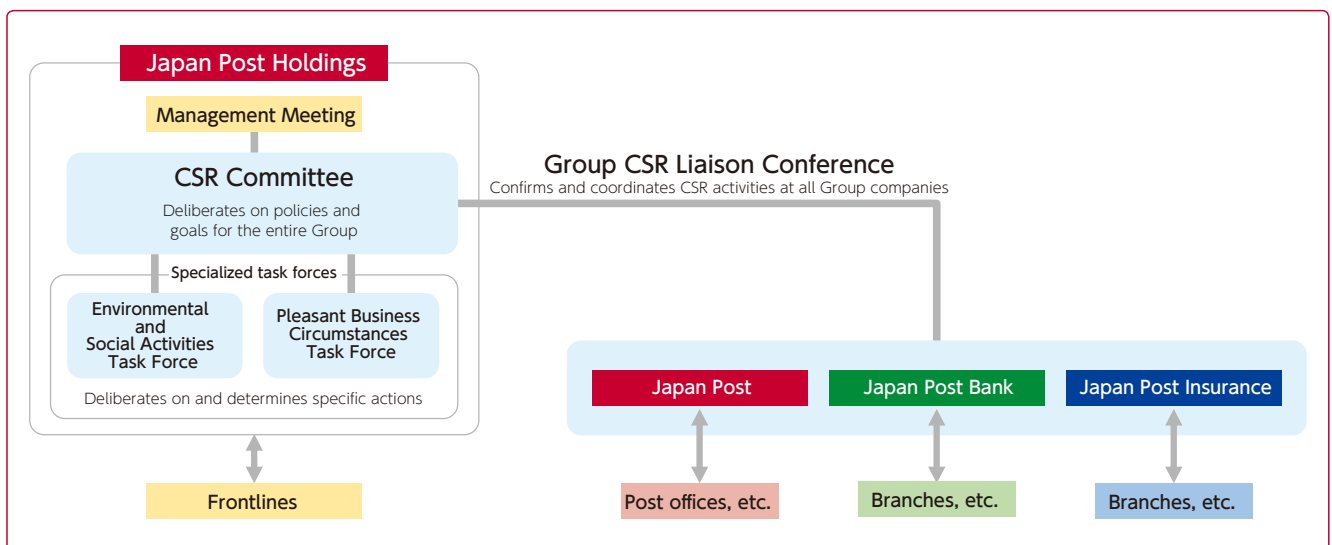 Japan Post Holdings
Management Meeting
CSR Committee
Deliberates on policies and
goals for the entire Group
Specialized task forces
Environmental
and
Social Activities
Task Force
Pleasant Business
Circumstances
Task Force
Deliberates on and determines specific actions
Frontlines
Group CSR Liaison Conference
Confirms and coordinates CSR activities at all Group companies
Japan Post
Japan Post Bank
Japan Post Insurance
Post offices, etc.
Branches, etc.
Branches, etc.